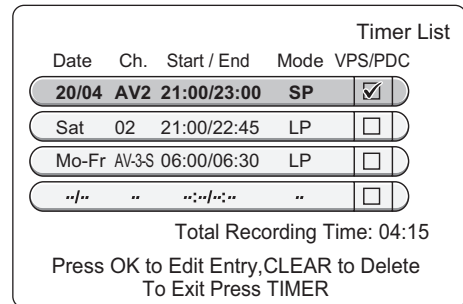 Timer List
Date Ch. Start / End Mode VPS/PDC
20/04 AV2 21:00/23:00 SP
Sat 02 21:00/22:45 LP
Mo-Fr AV-3-S 06:00/06:30 LP
--/-- -- --:--/--:-- --
Total Recording Time: 04:15
Press OK to Edit Entry,CLEAR to Delete
To Exit Press TIMER